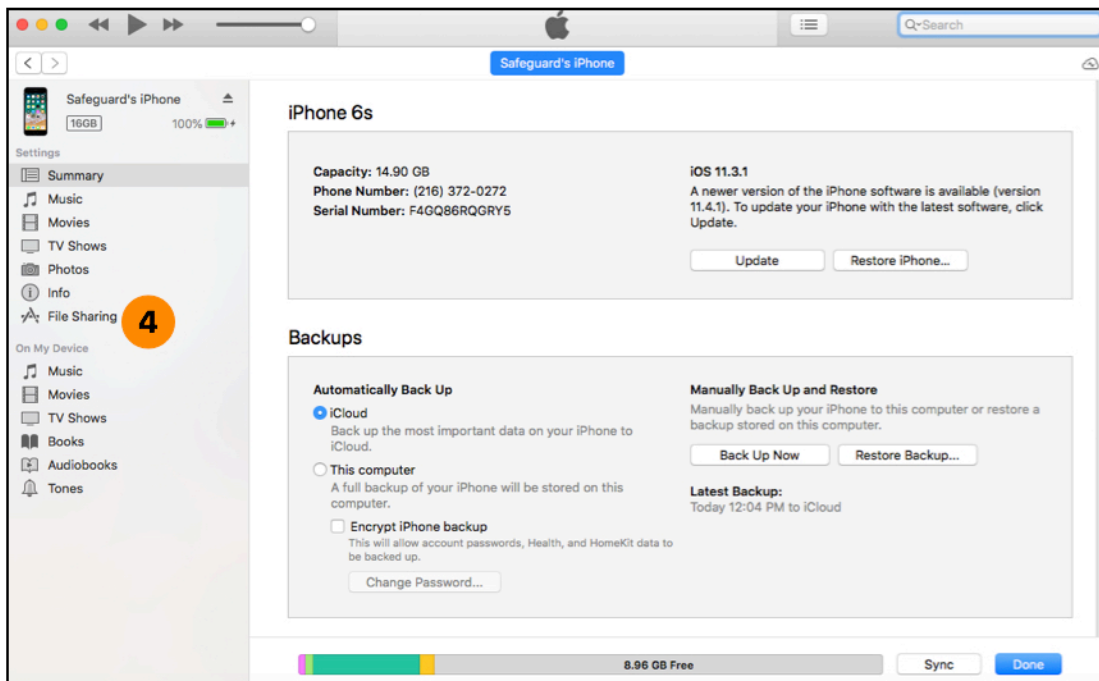 Search
Safeguard's iPhone
Safeguard's iPhone
16GB 100%
Settings
Summary
Music
Movies
TV Shows
Photos
Info
File Sharing
4
On My Device
Music
Movies
TV Shows
Books
Audiobooks
Tones
iPhone 6s
Capacity: 14.90 GB
Phone Number: (216) 372-0272
Serial Number: F4GQ86RQGRY5
iOS 11.3.1
A newer version of the iPhone software is available (version
11.4.1). To update your iPhone with the latest software, click
Update.
Update Restore iPhone...
Backups
Automatically Back Up
iCloud
Back up the most important data on your iPhone to
iCloud.
This computer
A full backup of your iPhone will be stored on this
computer.
Encrypt iPhone backup
This will allow account passwords, Health, and HomeKit data to
be backed up.
Change Password...
Manually Back Up and Restore
Manually back up your iPhone to this computer or restore a
backup stored on this computer.
Back Up Now Restore Backup...
Latest Backup:
Today 12:04 PM to iCloud
8.96 GB Free
Sync Done